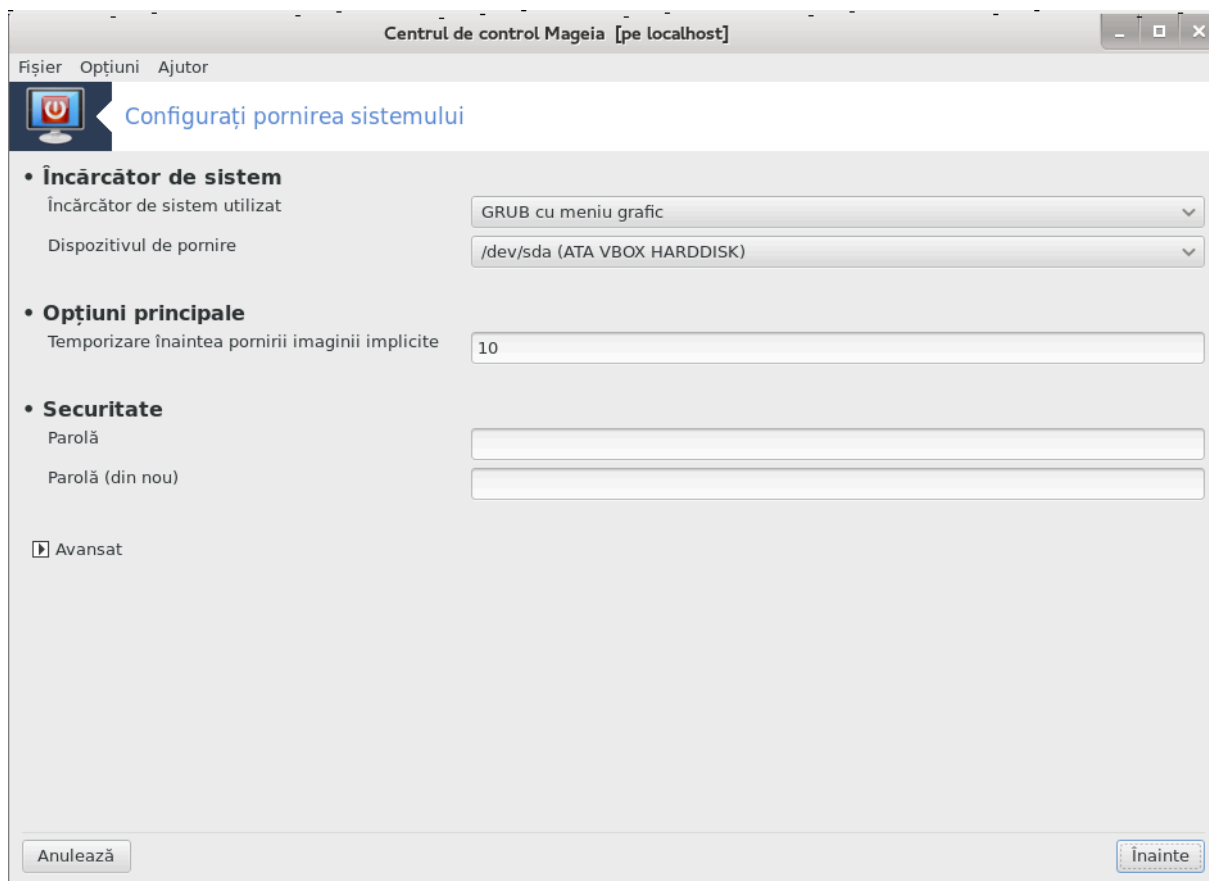 Centrul de control Mageia [pe localhost]
Fișier Opțiuni Ajutor
Configurați pornirea sistemului
• Încărcător de sistem
Încărcător de sistem utilizat GRUB cu meniu grafic
Dispozitivul de pornire /dev/sda (ATA VBOX HARDDISK)
• Opțiuni principale
Temporizare înaintea pornirii imaginii implicite 10
• Securitate
Parolă
Parolă (din nou)
Avansat
Anulează Înainte